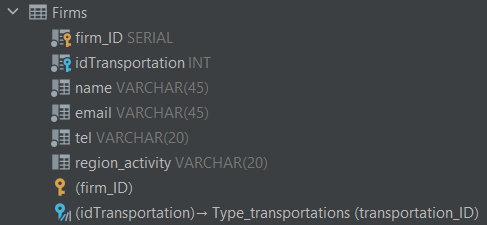 Firms
firm_ID SERIAL
idTransportation INT
name VARCHAR(45)
email VARCHAR(45)
tel VARCHAR(20)
region_activity VARCHAR(20)
(firm_ID)
(idTransportation)→ Type_transportations (transportation_ID)